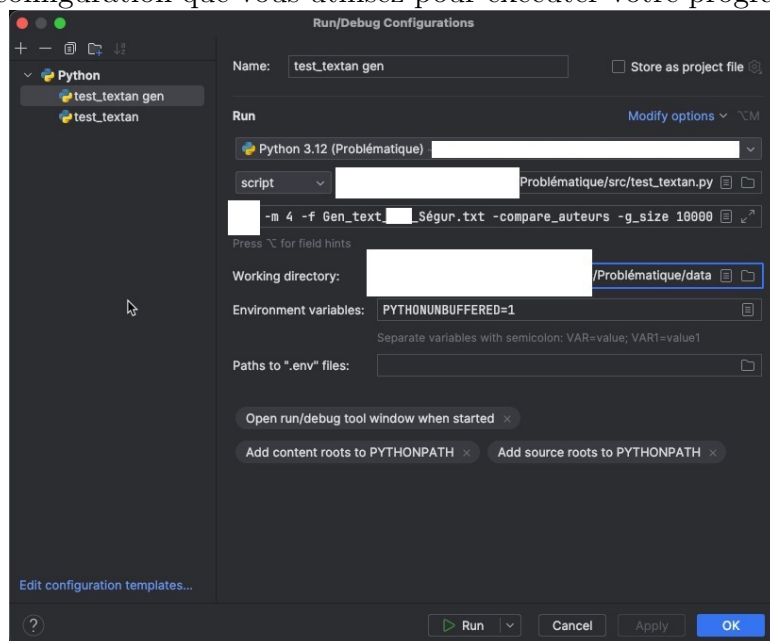 configuration que vous utilisez pour exécuter votre progr
Run/Debug Configurations
Python
test_textan gen
test_textan
Name: test_textan gen Store as project file
Run Modify options ⌥M
Python 3.12 (Problématique)
script Problématique/src/test_textan.py
-m 4 -f Gen_text_ _Ségur.txt -compare_auteurs -g_size 10000
Press ⌥ for field hints
Working directory: /Problématique/data
Environment variables: PYTHONUNBUFFERED=1
Separate variables with semicolon: VAR=value; VAR1=value1
Paths to ".env" files:
Open run/debug tool window when started ×
Add content roots to PYTHONPATH × Add source roots to PYTHONPATH ×
Edit configuration templates...
? Run Cancel Apply OK